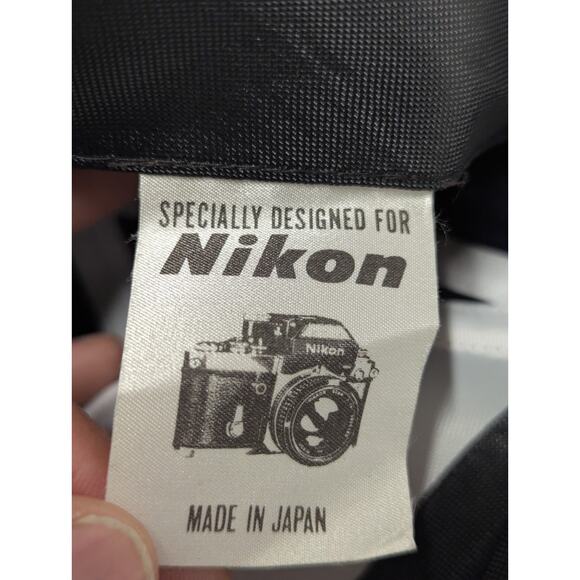 SPECIALLY DESIGNED FOR
Nikon
Nikon
MADE IN JAPAN